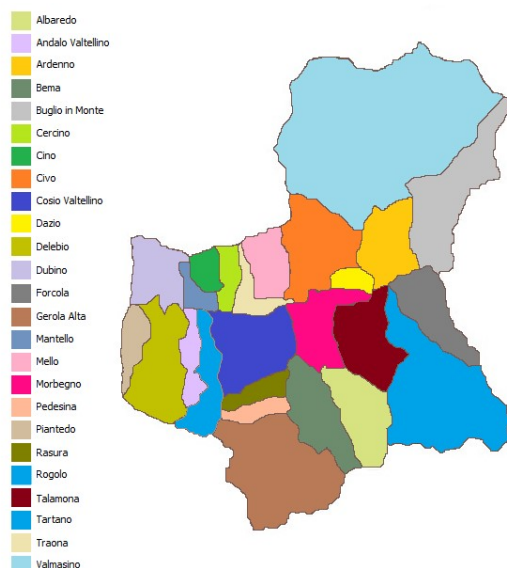 Albaredo
Andalo Valtellino
Ardenno
Bema
Buglio in Monte
Cercino
Cino
Civo
Cosio Valtellino
Dazio
Delebio
Dubino
Forcola
Gerola Alta
Mantello
Mello
Morbegno
Pedesina
Piantedo
Rasura
Rogolo
Talamona
Tartano
Traona
Valmasino